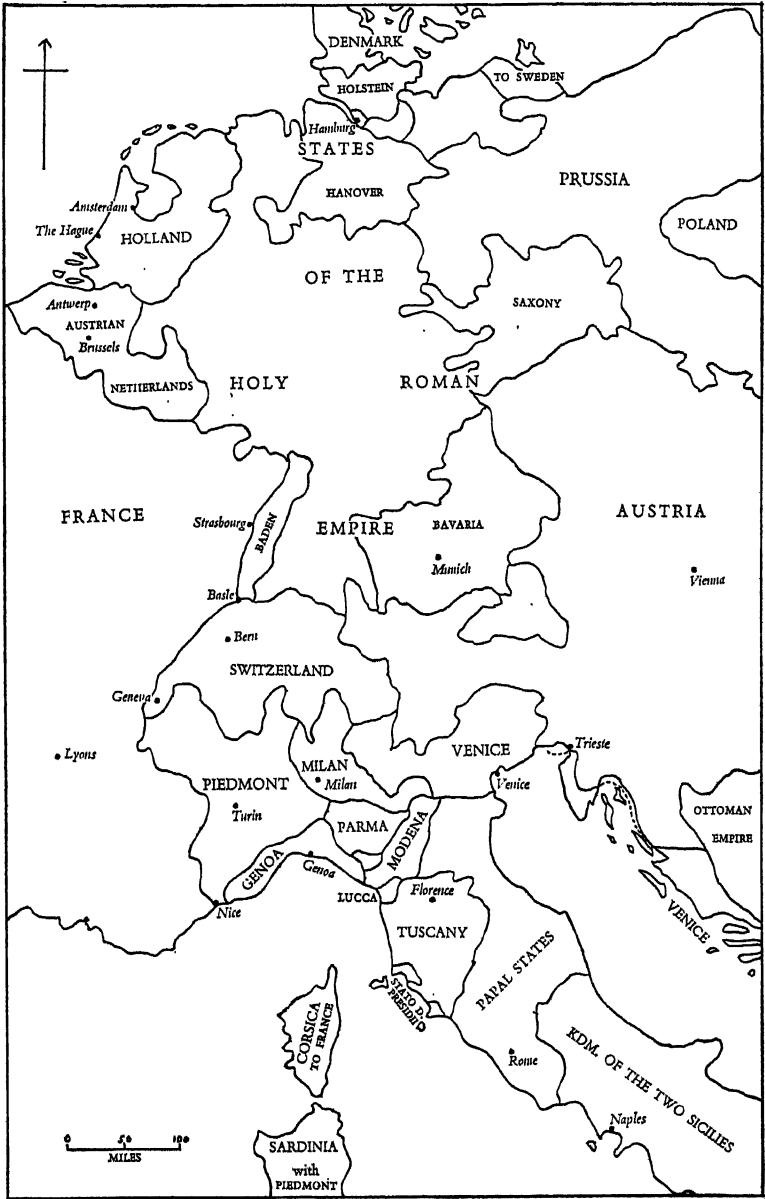 DENMARK
TO SWEDEN
HOLSTEIN
Hamburg
STATES
HANOVER
PRUSSIA
Amsterdam
The Hague
HOLLAND
POLAND
OF THE
Antwerp
AUSTRIAN
Brussels
SAXONY
NETHERLANDS
HOLY
ROMAN
FRANCE
Strasbourg
BADEN
EMPIRE
BAVARIA
AUSTRIA
Munich
Vienna
Basle
Bern
SWITZERLAND
Geneva
Lyons
VENICE
Trieste
MILAN
Milan
Venice
PIEDMONT
Turin
PARMA
MODENA
OTTOMAN
EMPIRE
GENOA
Genoa
LUCCA
Florence
Nice
TUSCANY
VENICE
PAPAL STATES
STATO D.
PRESIDII
CORSICA
TO FRANCE
Rome
KDM. OF THE TWO SICILIES
Naples
0 50 100
MILES
SARDINIA
with
PIEDMONT